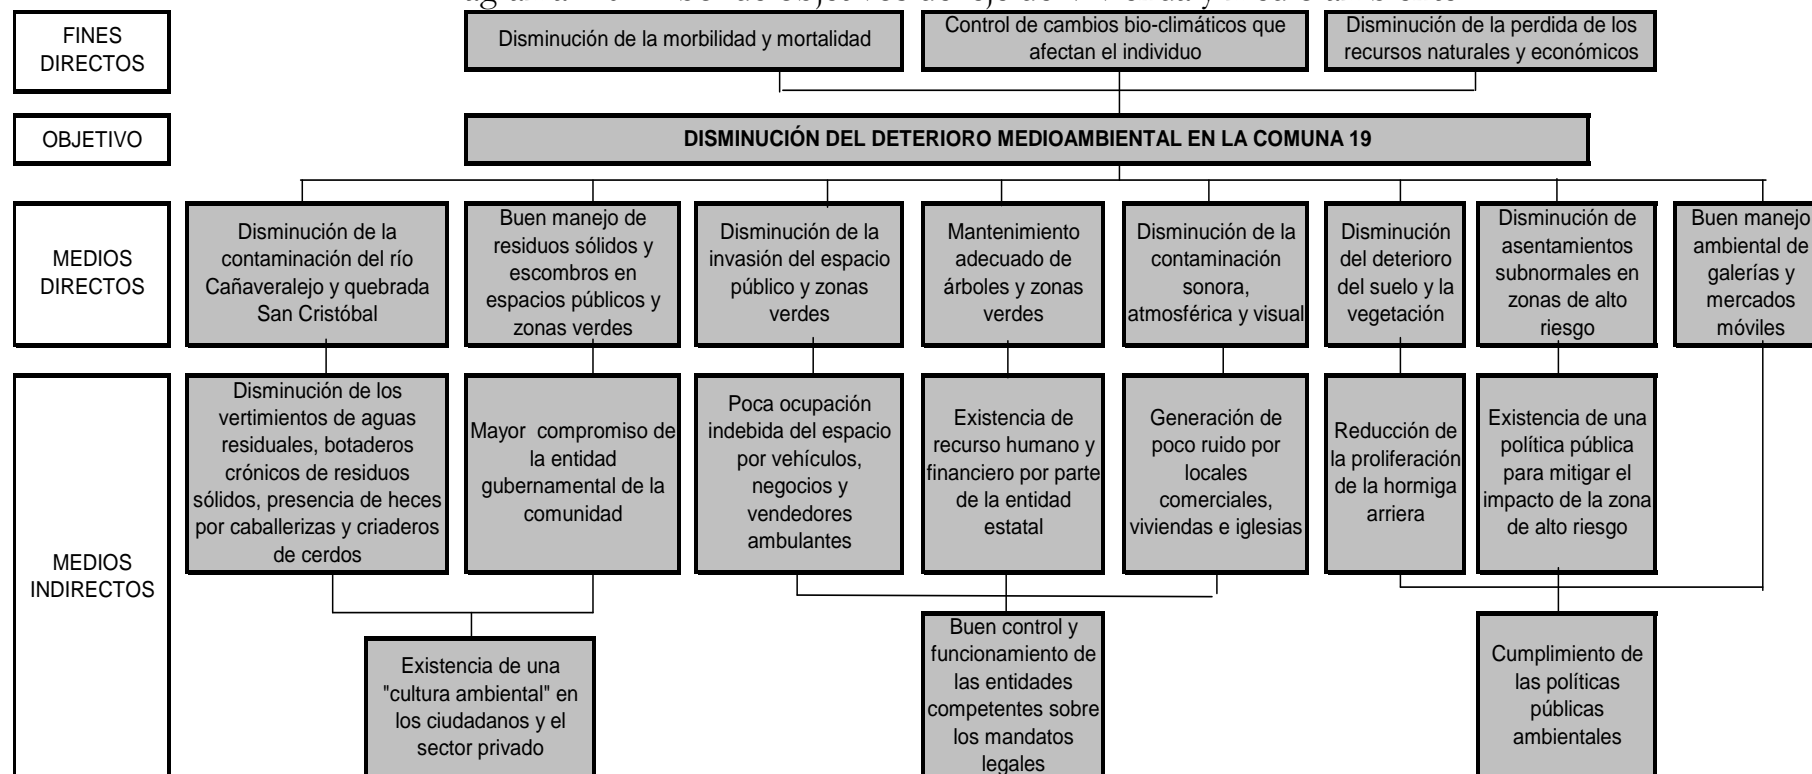 FINES
DIRECTOS
Disminución de la morbilidad y mortalidad
Control de cambios bio-climáticos que
afectan el individuo
Disminución de la perdida de los
recursos naturales y económicos
OBJETIVO
DISMINUCIÓN DEL DETERIORO MEDIOAMBIENTAL EN LA COMUNA 19
MEDIOS
DIRECTOS
Disminución de la
contaminación del río
Cañaveralejo y quebrada
San Cristóbal
Buen manejo de
residuos sólidos y
escombros en
espacios públicos y
zonas verdes
Disminución de la
invasión del espacio
público y zonas
verdes
Mantenimiento
adecuado de
árboles y zonas
verdes
Disminución de la
contaminación
sonora,
atmosférica y visual
Disminución
del deterioro
del suelo y la
vegetación
Disminución de
asentamientos
subnormales en
zonas de alto
riesgo
Buen manejo
ambiental de
galerías y
mercados
móviles
MEDIOS
INDIRECTOS
Disminución de los
vertimientos de aguas
residuales, botaderos
crónicos de residuos
sólidos, presencia de heces
por caballerizas y criaderos
de cerdos
Mayor compromiso de
la entidad
gubernamental de la
comunidad
Poca ocupación
indebida del espacio
por vehículos,
negocios y
vendedores
ambulantes
Existencia de
recurso humano y
financiero por parte
de la entidad
estatal
Generación de
poco ruido por
locales
comerciales,
viviendas e iglesias
Reducción de
la proliferación
de la hormiga
arriera
Existencia de una
política pública
para mitigar el
impacto de la zona
de alto riesgo
Existencia de una
"cultura ambiental" en
los ciudadanos y el
sector privado
Buen control y
funcionamiento de
las entidades
competentes sobre
los mandatos
legales
Cumplimiento de
las políticas
públicas
ambientales